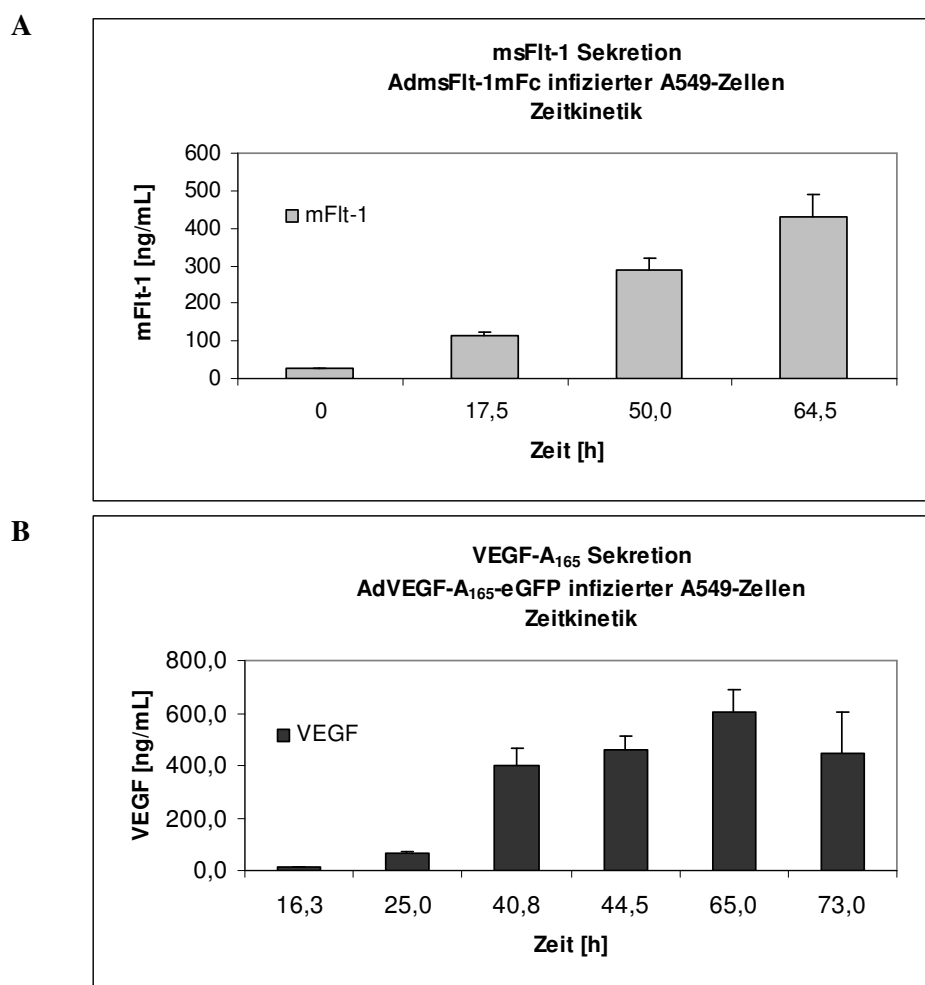 A
msFlt-1 Sekretion
AdmsFlt-1mFc infizierter A549-Zellen
Zeitkinetik
mFlt-1 [ng/mL]
600
500
400
300
200
100
0
mFlt-1
0 17,5 50,0 64,5
Zeit [h]
B
VEGF-A₁₆₅ Sekretion
AdVEGF-A₁₆₅-eGFP infizierter A549-Zellen
Zeitkinetik
VEGF [ng/mL]
800,0
600,0
400,0
200,0
0,0
VEGF
16,3 25,0 40,8 44,5 65,0 73,0
Zeit [h]